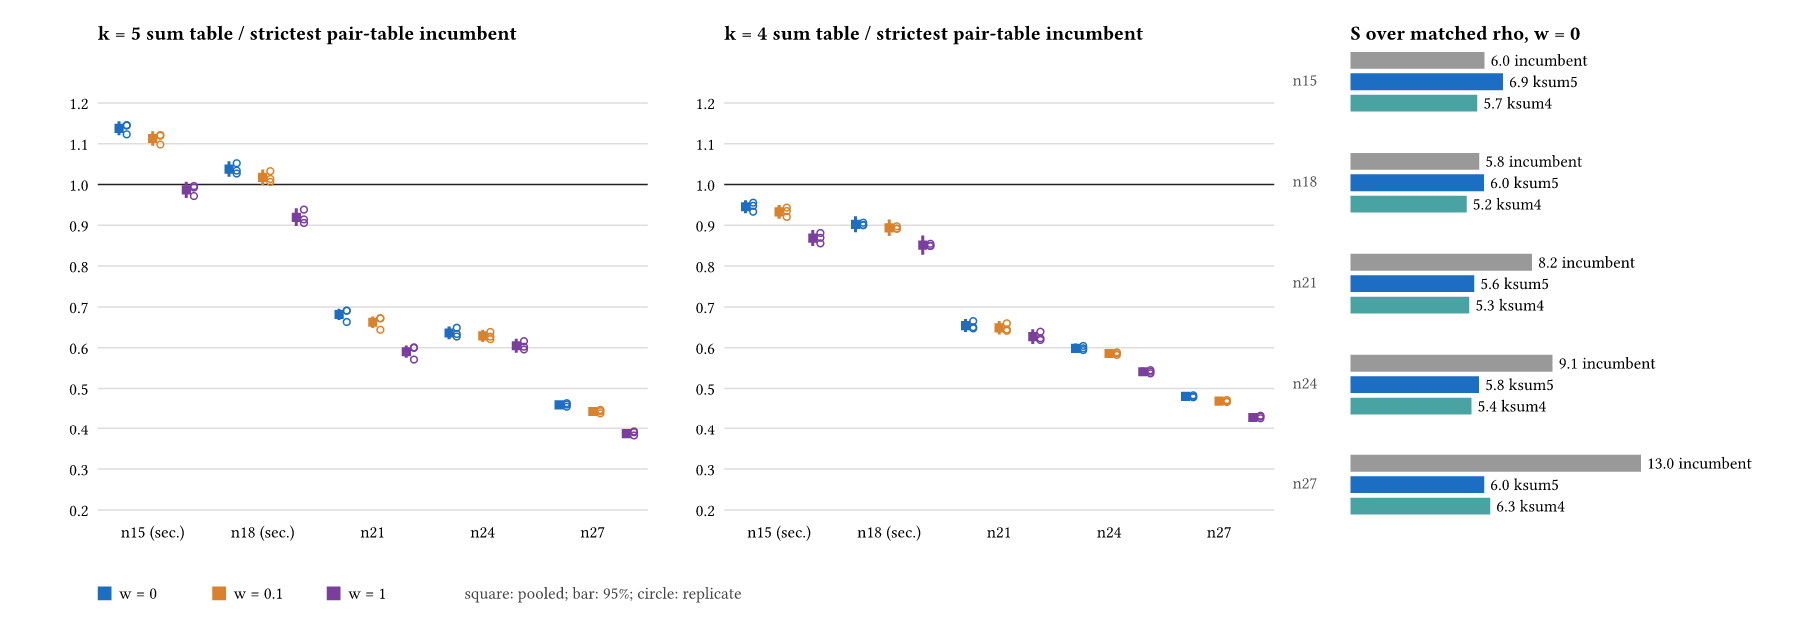 k = 5 sum table / strictest pair-table incumbent
1.2
1.1
1.0
0.9
0.8
0.7
0.6
0.5
0.4
0.3
0.2
n15 (sec.)
n18 (sec.)
n21
n24
n27
k = 4 sum table / strictest pair-table incumbent
1.2
1.1
1.0
0.9
0.8
0.7
0.6
0.5
0.4
0.3
0.2
n15 (sec.)
n18 (sec.)
n21
n24
n27
S over matched rho, w = 0
n15
6.0 incumbent
6.9 ksum5
5.7 ksum4
n18
5.8 incumbent
6.0 ksum5
5.2 ksum4
n21
8.2 incumbent
5.6 ksum5
5.3 ksum4
n24
9.1 incumbent
5.8 ksum5
5.4 ksum4
n27
13.0 incumbent
6.0 ksum5
6.3 ksum4
w = 0
w = 0.1
w = 1
square: pooled; bar: 95%; circle: replicate